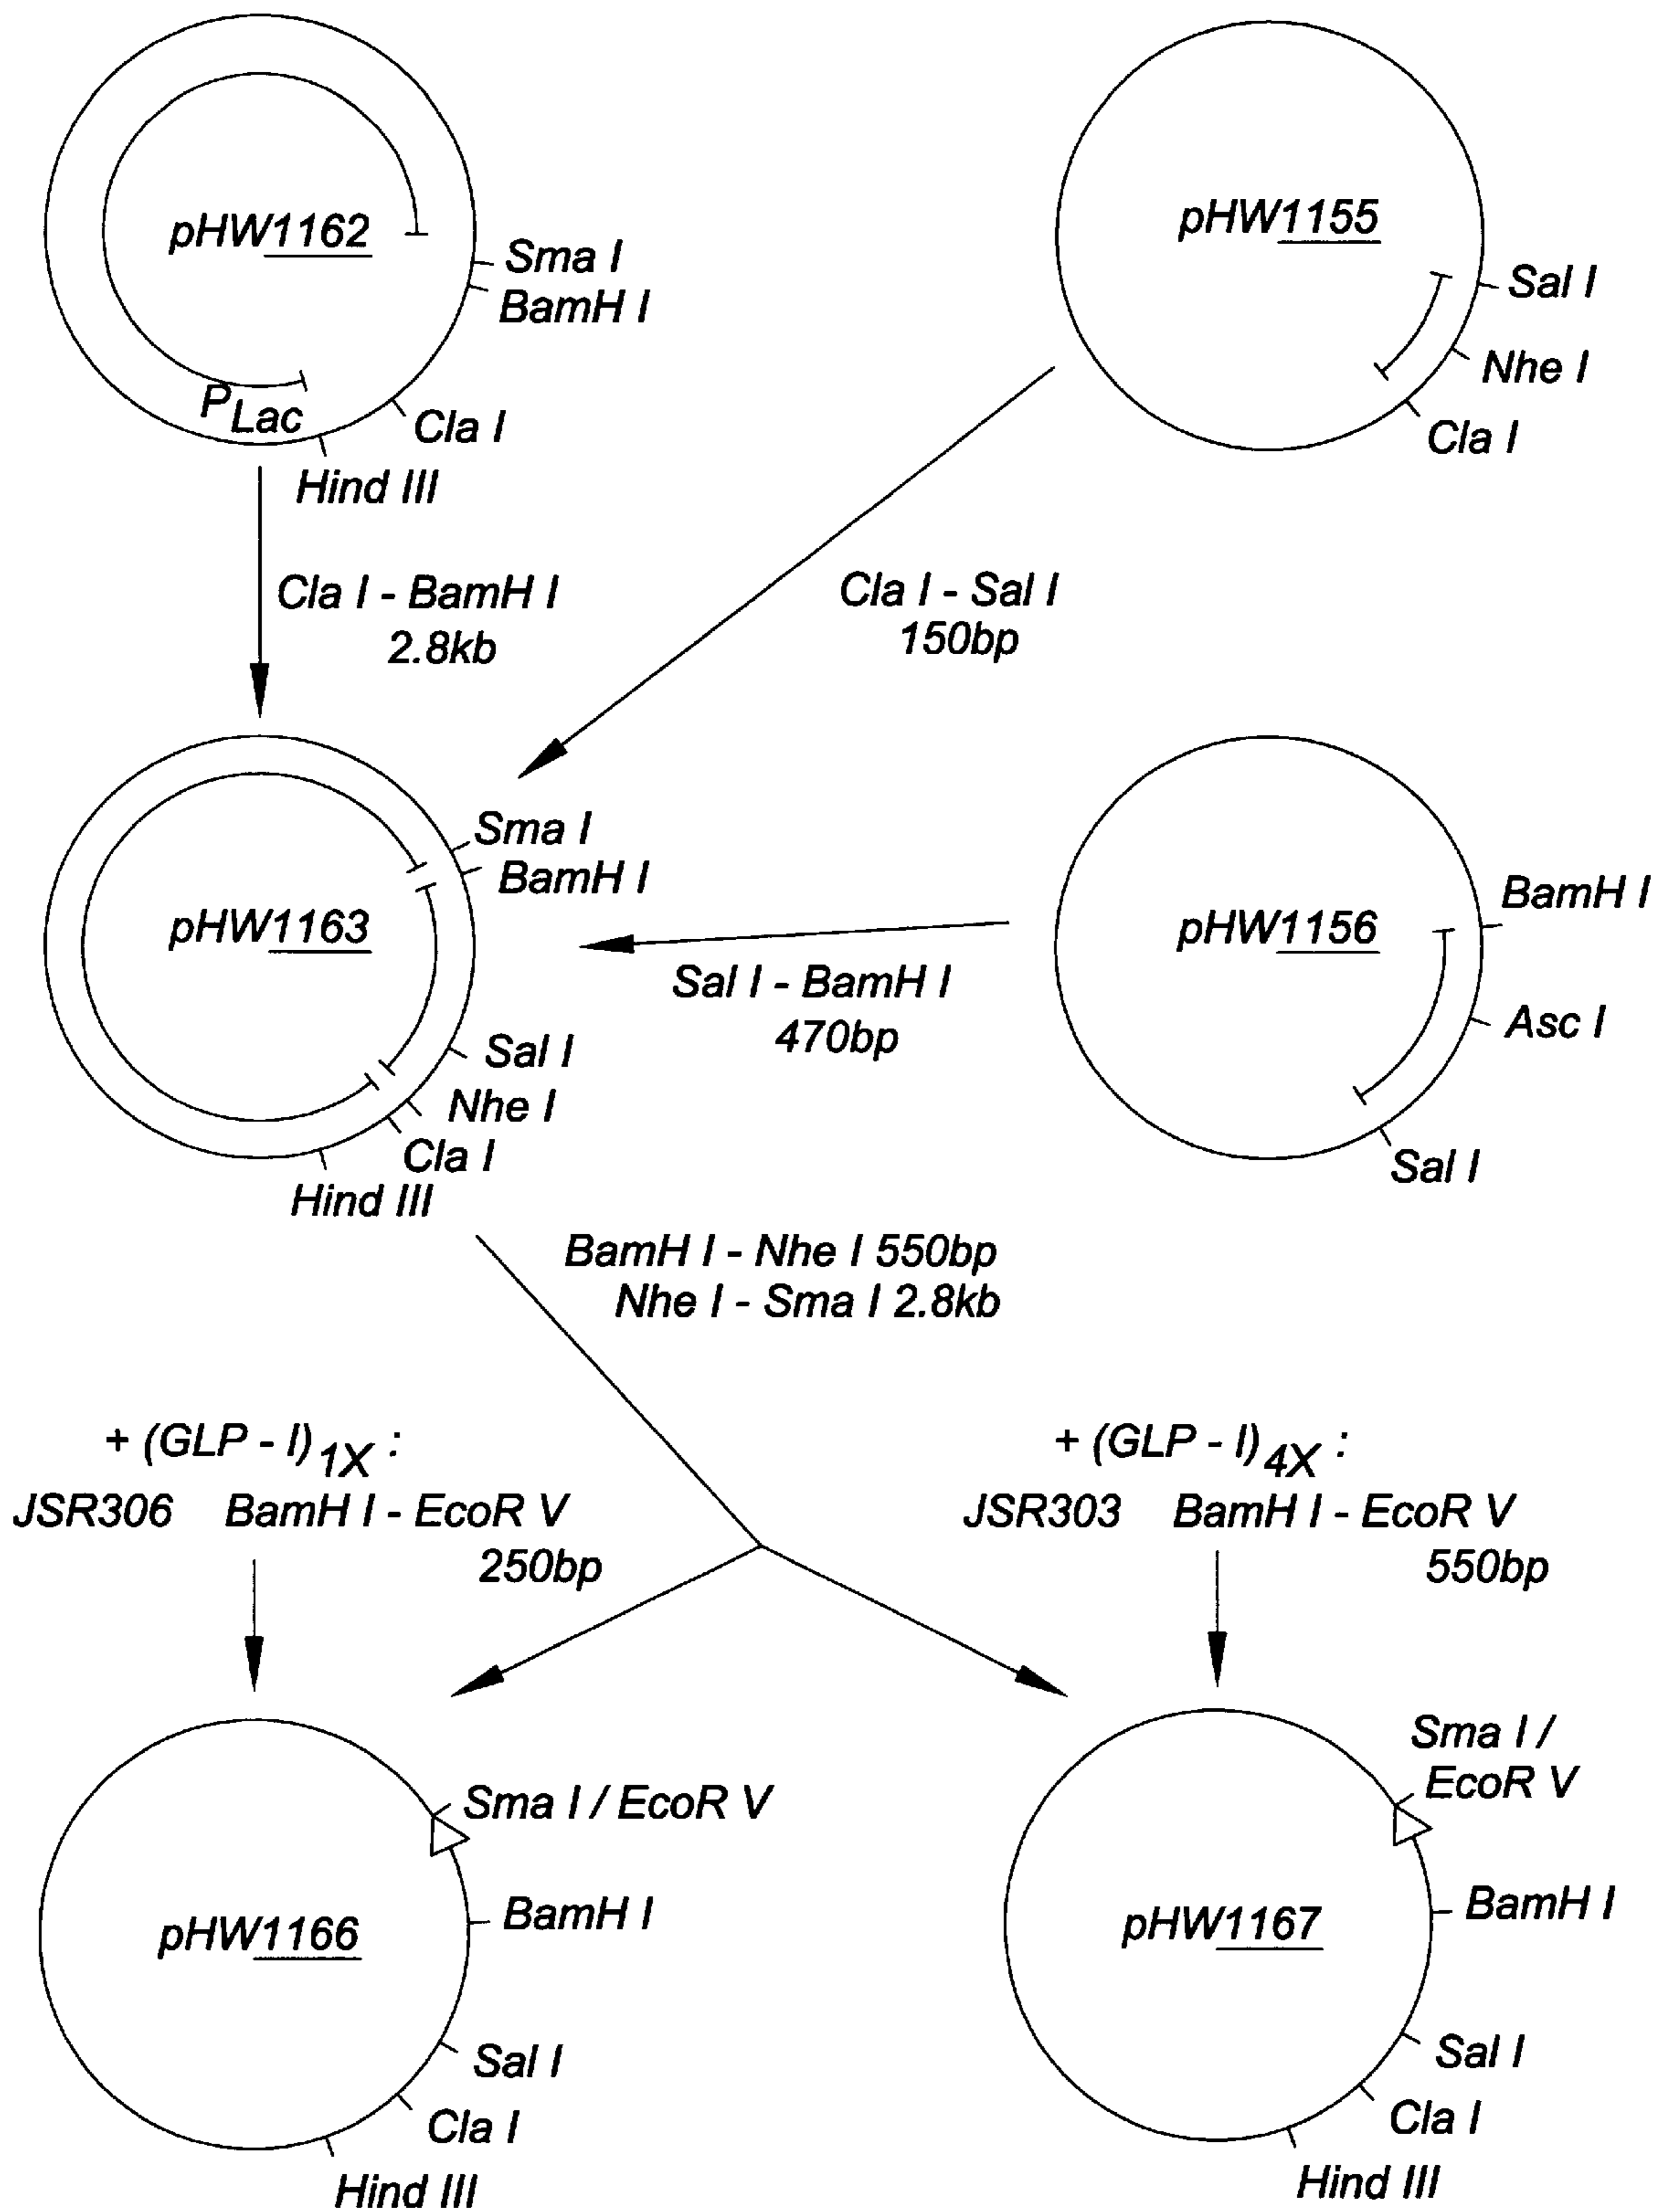 pHW1162
Sma I
BamH I
PLac
Cla I
Hind III
pHW1155
Sal I
Nhe I
Cla I
Cla I - BamH I
2.8kb
Cla I - Sal I
150bp
pHW1163
Sma I
BamH I
Sal I
Nhe I
Cla I
Hind III
Sal I - BamH I
470bp
pHW1156
BamH I
Asc I
Sal I
BamH I - Nhe I 550bp
Nhe I - Sma I 2.8kb
+ (GLP - I)1X :
JSR306 BamH I - EcoR V
250bp
+ (GLP - I)4X :
JSR303 BamH I - EcoR V
550bp
pHW1166
Sma I / EcoR V
BamH I
Sal I
Cla I
Hind III
pHW1167
Sma I /
EcoR V
BamH I
Sal I
Cla I
Hind III